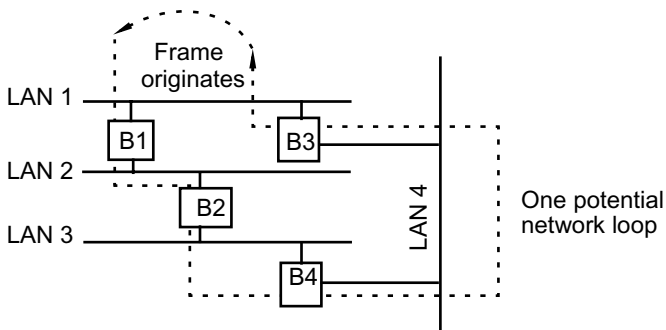 Frame
originates
LAN 1
B1
B3
LAN 2
B2
LAN 4
One potential
network loop
LAN 3
B4